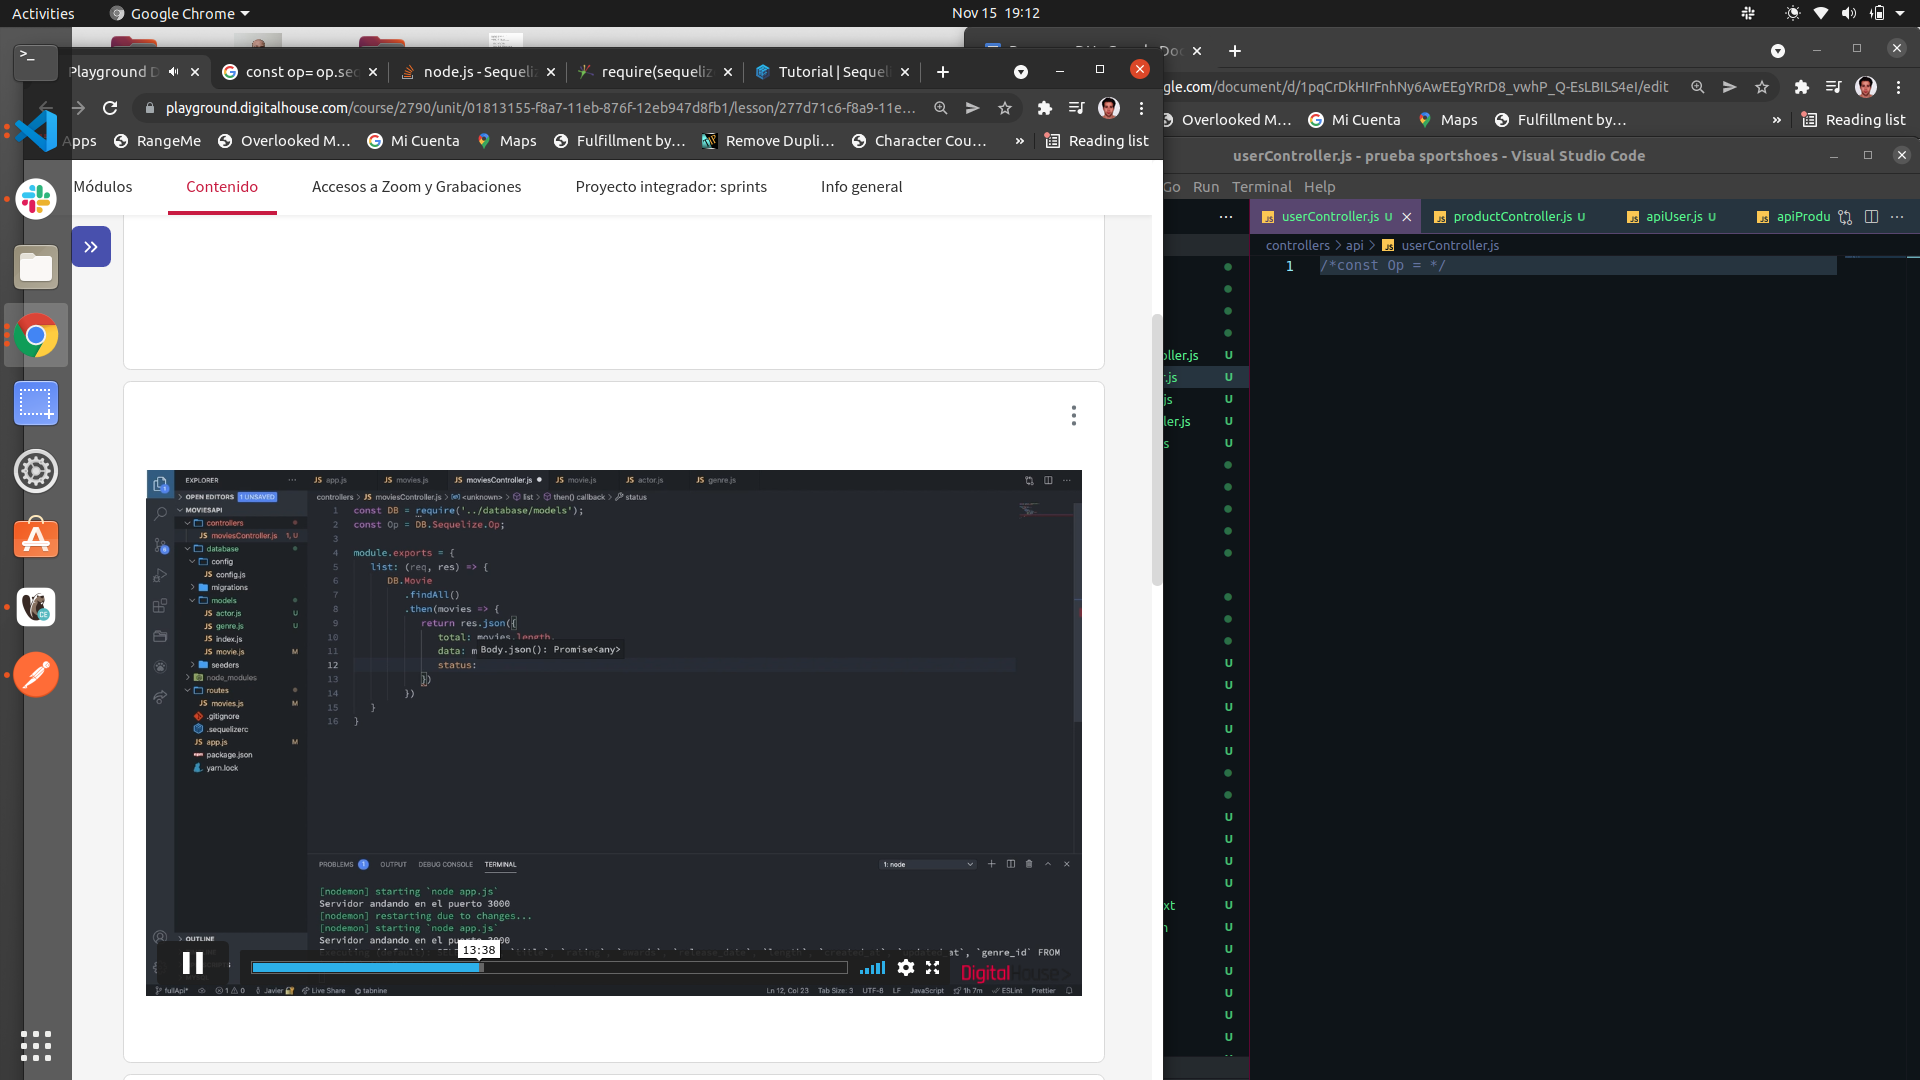 Activities
Google Chrome
Nov 15 19:12
Playground D
const op= op.seq
node.js - Sequeliz
require(sequeliz
Tutorial | Sequel
playground.digitalhouse.com/course/2790/unit/01813155-f8a7-11eb-876f-12eb947d8fb1/lesson/277d71c6-f8a9-11e...
gle.com/document/d/1pqCrDkHIrFnhNy6AwEEgYRrD8_vwhP_Q-EsLBILS4eI/edit
Apps
RangeMe
Overlooked M...
Mi Cuenta
Maps
Fulfillment by...
Remove Dupli...
Character Cou...
»
Reading list
Overlooked M...
Mi Cuenta
Maps
Fulfillment by...
»
Reading list
userController.js - prueba sportshoes - Visual Studio Code
Go Run Terminal Help
userController.js U
productController.js U
apiUser.js U
apiProdu
controllers > api > userController.js
1 /*const Op = */
Módulos
Contenido
Accesos a Zoom y Grabaciones
Proyecto integrador: sprints
Info general
EXPLORER
OPEN EDITORS 1 UNSAVED
MOVIESAPI
controllers
moviesController.js 1, U
database
config
config.js
migrations
models
actor.js U
genre.js U
index.js
movie.js M
seeders
node_modules
routes
movies.js M
.gitignore
.sequelizerc
app.js M
package.json
yarn.lock
OUTLINE
app.js
movies.js
moviesController.js
movie.js
actor.js
genre.js
controllers > JS moviesController.js > <unknown> > list > then() callback > status
1 const DB = require('../database/models');
2 const Op = DB.Sequelize.Op;
3
4 module.exports = {
5 list: (req, res) => {
6 DB.Movie
7 .findAll()
8 .then(movies => {
9 return res.json({
10 total: movies.length,
11 data: m Body.json(): Promise<any>
12 status:
13 })
14 })
15 }
16 }
PROBLEMS 1 OUTPUT DEBUG CONSOLE TERMINAL
1: node
[nodemon] starting `node app.js`
Servidor andando en el puerto 3000
[nodemon] restarting due to changes...
[nodemon] starting `node app.js`
Servidor andando en el puerto 3000
`genre_id` FROM
13:38
DigitalHouse>
fullApi* 1 0 Javier Live Share tabnine
Ln 12, Col 23 Tab Size: 3 UTF-8 LF JavaScript 1h 7m ESLint Prettier